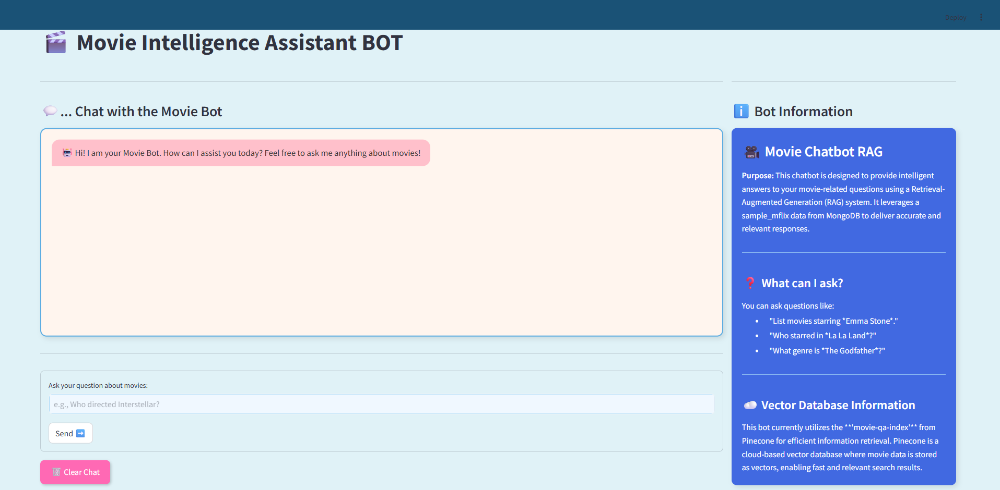 Deploy
Movie Intelligence Assistant BOT
... Chat with the Movie Bot
Hi! I am your Movie Bot. How can I assist you today? Feel free to ask me anything about movies!
Ask your question about movies:
e.g., Who directed Interstellar?
Send
Clear Chat
Bot Information
Movie Chatbot RAG
Purpose: This chatbot is designed to provide intelligent
answers to your movie-related questions using a Retrieval-
Augmented Generation (RAG) system. It leverages a
sample_mflix data from MongoDB to deliver accurate and
relevant responses.
What can I ask?
You can ask questions like:
• "List movies starring *Emma Stone*."
• "Who starred in *La La Land*?"
• "What genre is *The Godfather*?"
Vector Database Information
This bot currently utilizes the **'movie-qa-index'** from
Pinecone for efficient information retrieval. Pinecone is a
cloud-based vector database where movie data is stored
as vectors, enabling fast and relevant search results.